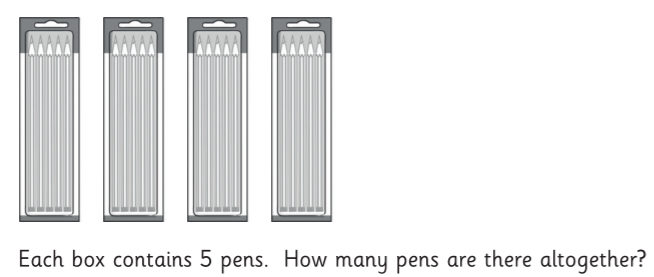 Each box contains 5 pens.  How many pens are there altogether?